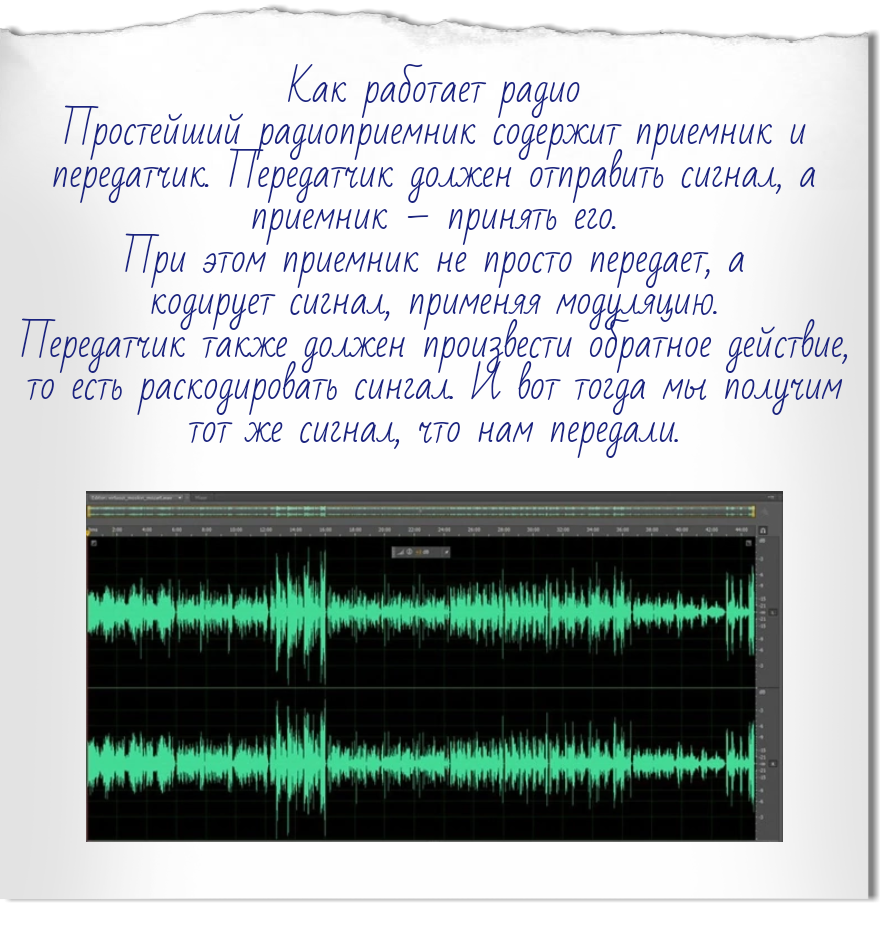 Как работает радио
Простейший радиоприемник содержит приемник и
передатчик. Передатчик должен отправить сигнал, а
приемник – принять его.
При этом приемник не просто передает, а
кодирует сигнал, применяя модуляцию.
Передатчик также должен произвести обратное действие,
то есть раскодировать сингал. И вот тогда мы получим
тот же сигнал, что нам передали.